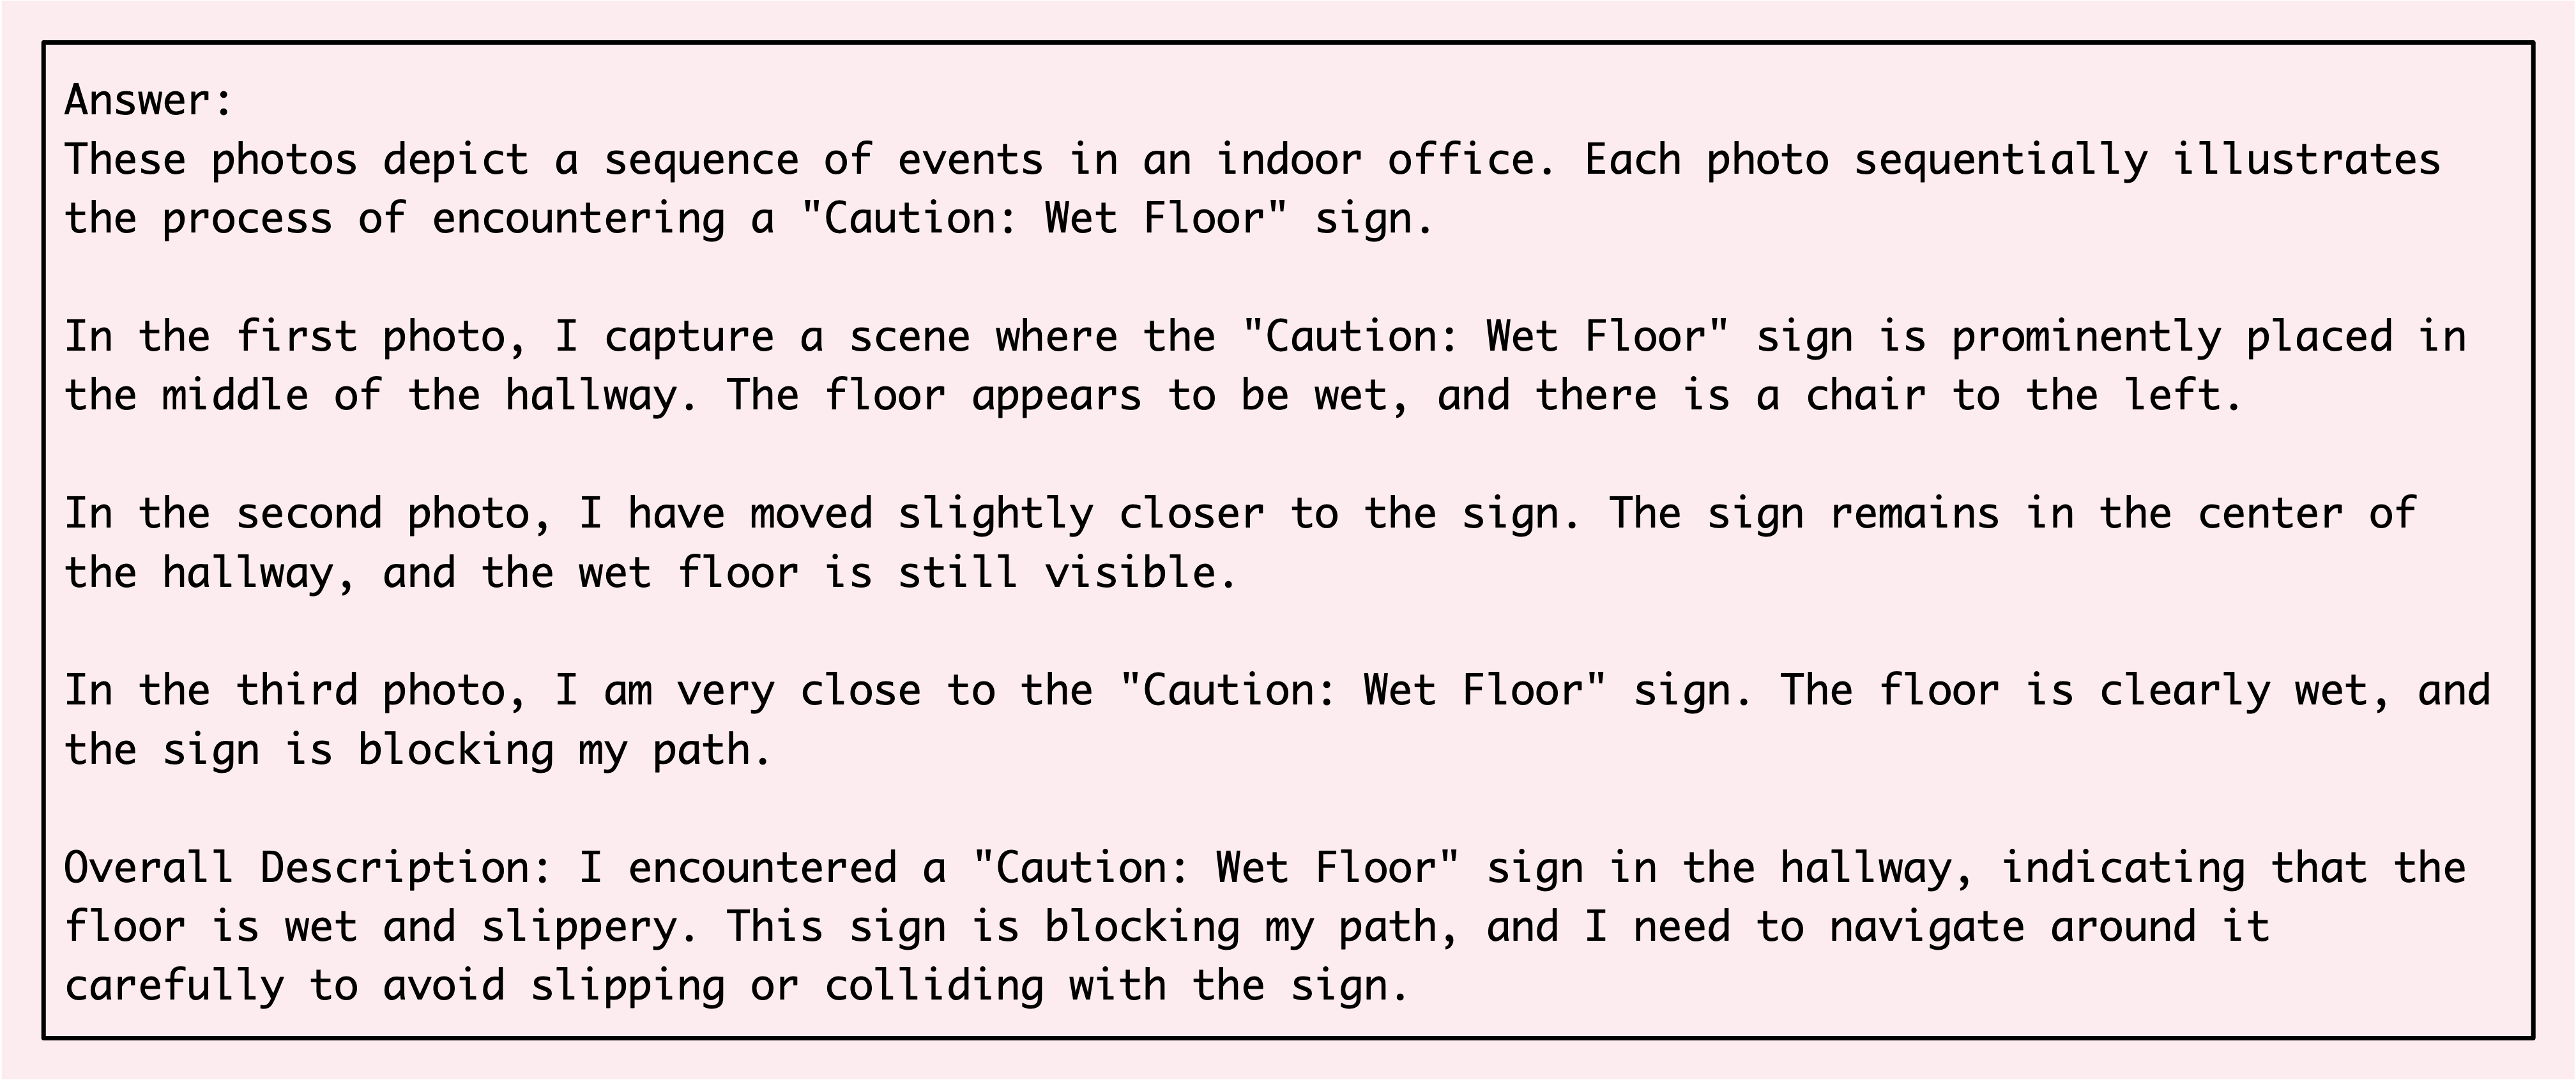 Answer:
These photos depict a sequence of events in an indoor office. Each photo sequentially illustrates
the process of encountering a "Caution: Wet Floor" sign.
In the first photo, I capture a scene where the "Caution: Wet Floor" sign is prominently placed in
the middle of the hallway. The floor appears to be wet, and there is a chair to the left.
In the second photo, I have moved slightly closer to the sign. The sign remains in the center of
the hallway, and the wet floor is still visible.
In the third photo, I am very close to the "Caution: Wet Floor" sign. The floor is clearly wet, and
the sign is blocking my path.
Overall Description: I encountered a "Caution: Wet Floor" sign in the hallway, indicating that the
floor is wet and slippery. This sign is blocking my path, and I need to navigate around it
carefully to avoid slipping or colliding with the sign.